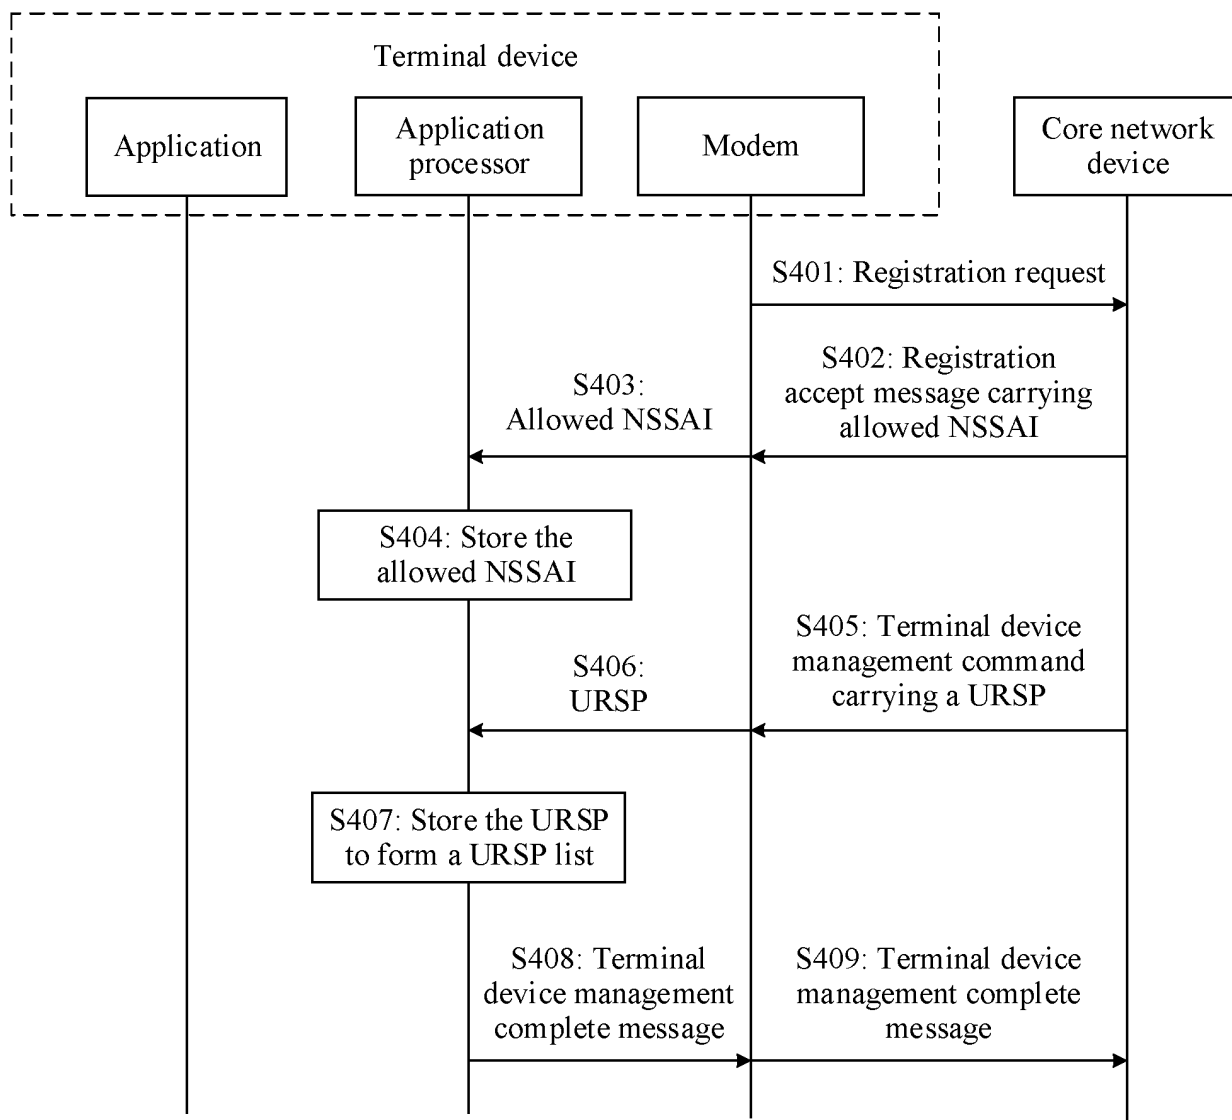 Terminal device
Application
Application
processor
Modem
Core network
device
S401: Registration request
S402: Registration
accept message carrying
allowed NSSAI
S403:
Allowed NSSAI
S404: Store the
allowed NSSAI
S405: Terminal device
management command
carrying a URSP
S406:
URSP
S407: Store the URSP
to form a URSP list
S408: Terminal
device management
complete message
S409: Terminal device
management complete
message